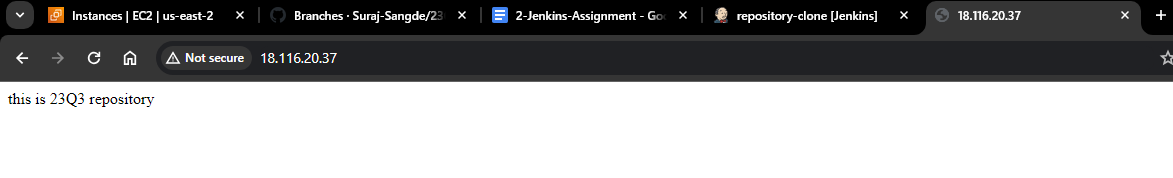 Instances | EC2 | us-east-2
Branches · Suraj-Sangde/23
2-Jenkins-Assignment - Go
repository-clone [Jenkins]
18.116.20.37
Not secure
18.116.20.37
this is 23Q3 repository